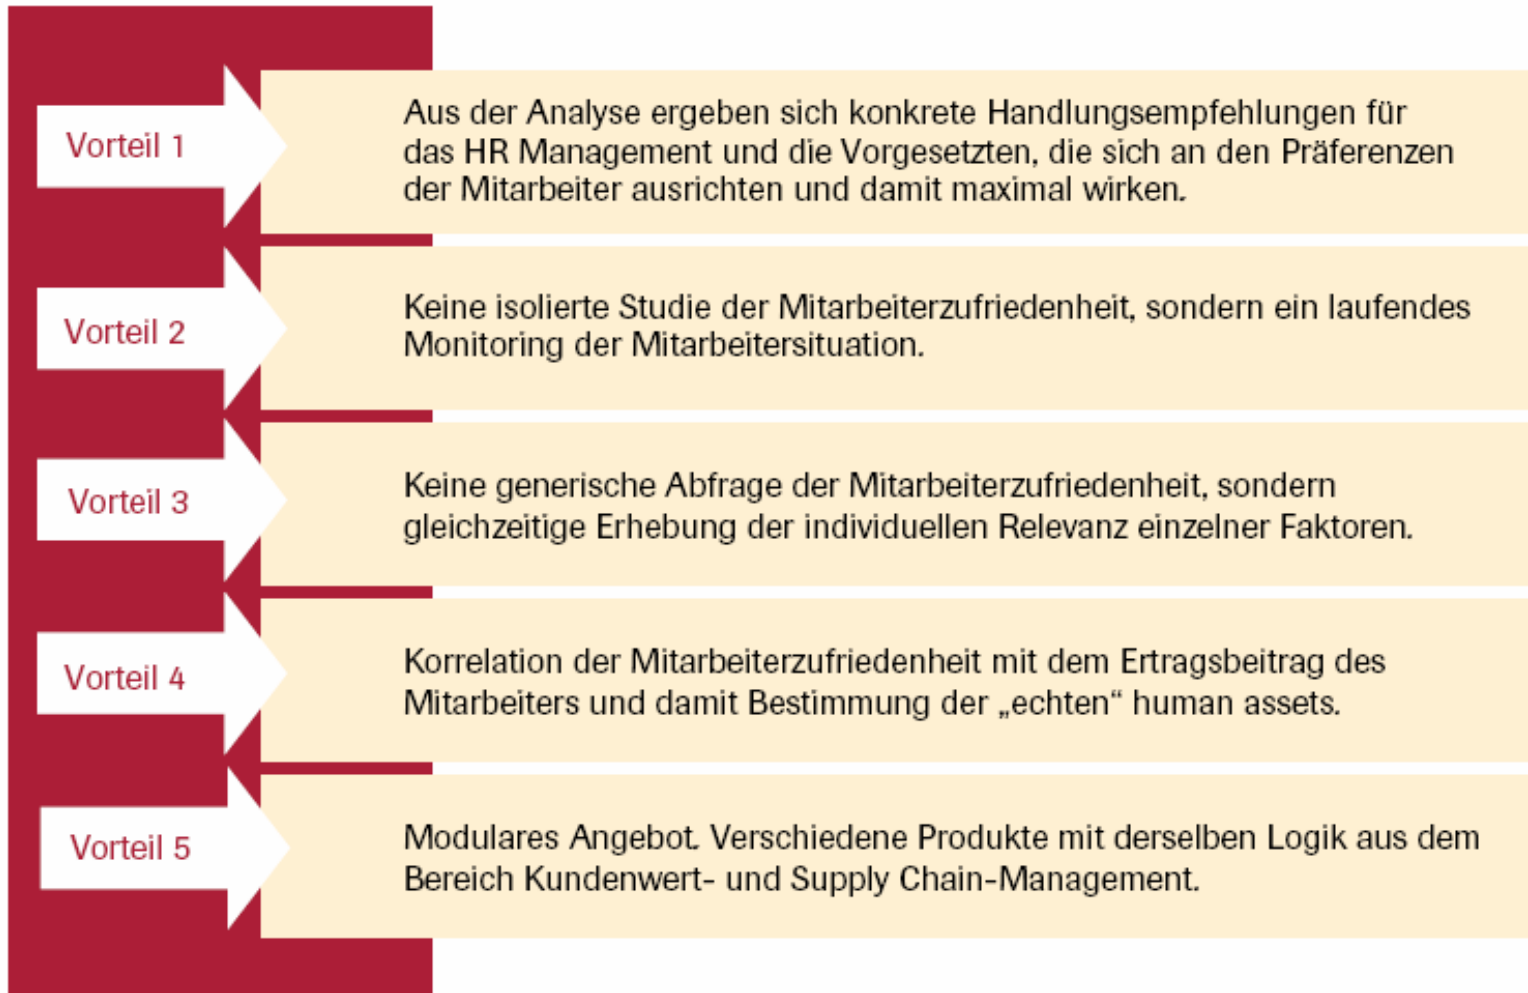 Vorteil 1
Aus der Analyse ergeben sich konkrete Handlungsempfehlungen für
das HR Management und die Vorgesetzten, die sich an den Präferenzen
der Mitarbeiter ausrichten und damit maximal wirken.
Vorteil 2
Keine isolierte Studie der Mitarbeiterzufriedenheit, sondern ein laufendes
Monitoring der Mitarbeitersituation.
Vorteil 3
Keine generische Abfrage der Mitarbeiterzufriedenheit, sondern
gleichzeitige Erhebung der individuellen Relevanz einzelner Faktoren.
Vorteil 4
Korrelation der Mitarbeiterzufriedenheit mit dem Ertragsbeitrag des
Mitarbeiters und damit Bestimmung der „echten“ human assets.
Vorteil 5
Modulares Angebot. Verschiedene Produkte mit derselben Logik aus dem
Bereich Kundenwert- und Supply Chain-Management.